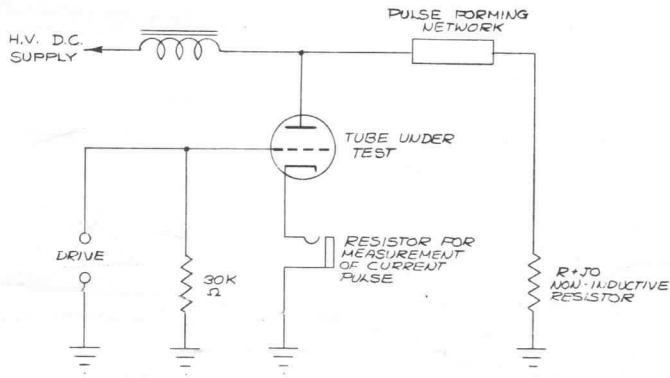 PULSE FORMING
NETWORK
H.V. D.C.
SUPPLY
TUBE UNDER
TEST
DRIVE
30K
Ω
RESISTOR FOR
MEASUREMENT
OF CURRENT
PULSE
R+JO
NON-INDUCTIVE
RESISTOR